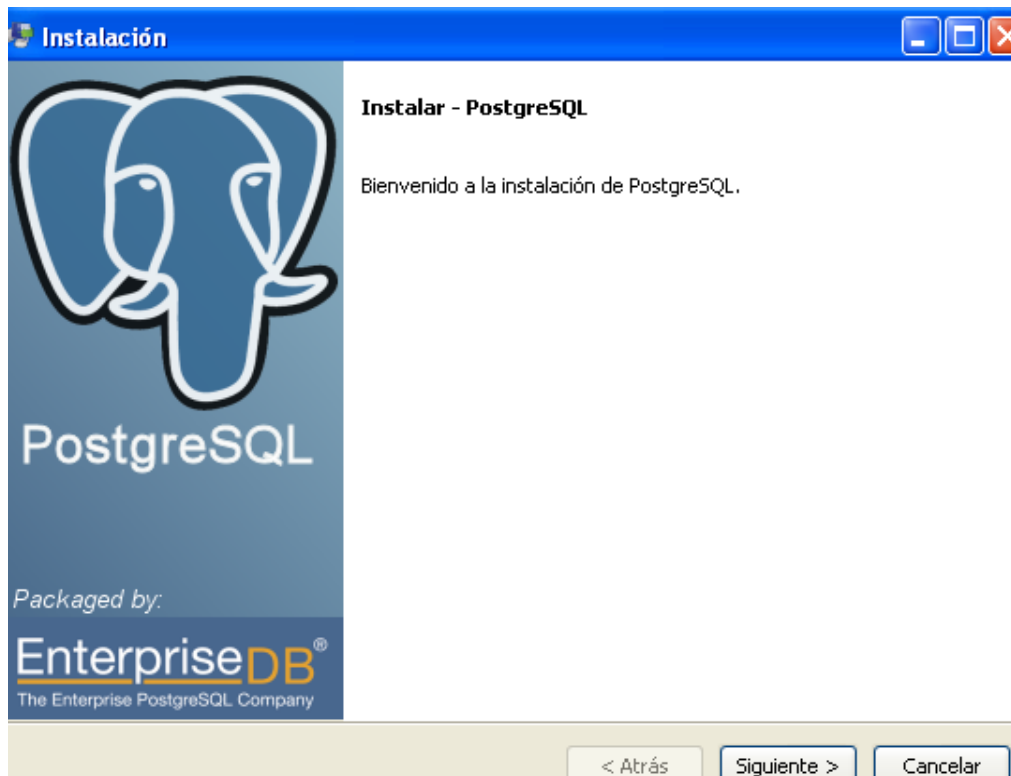 Instalación
Instalar - PostgreSQL
Bienvenido a la instalación de PostgreSQL.
PostgreSQL
Packaged by:
EnterpriseDB®
The Enterprise PostgreSQL Company
< Atrás
Siguiente >
Cancelar